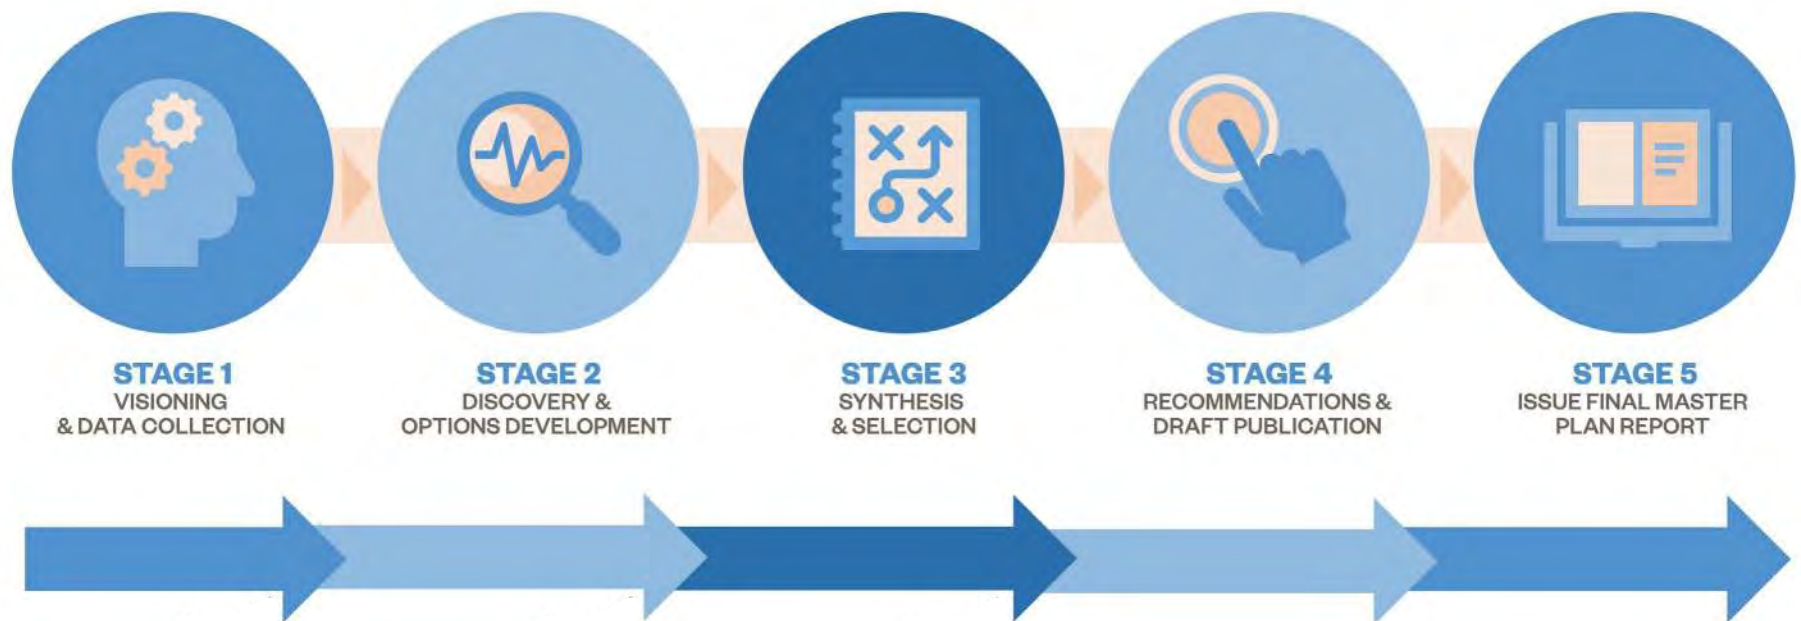 STAGE 1
VISIONING
& DATA COLLECTION
STAGE 2
DISCOVERY &
OPTIONS DEVELOPMENT
STAGE 3
SYNTHESIS
& SELECTION
STAGE 4
RECOMMENDATIONS &
DRAFT PUBLICATION
STAGE 5
ISSUE FINAL MASTER
PLAN REPORT